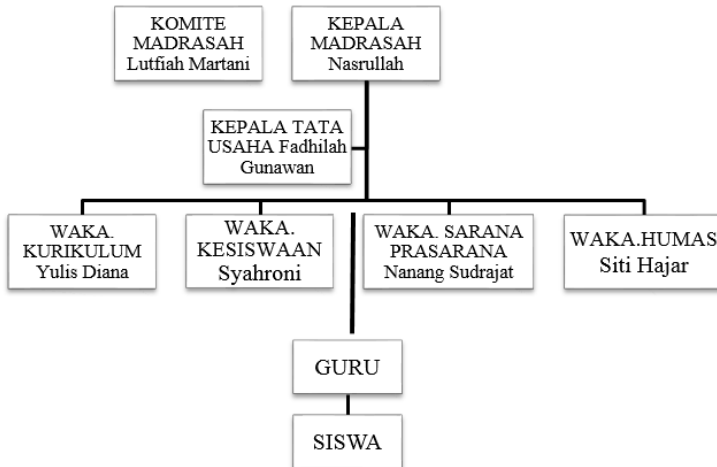 KOMITE
MADRASAH
Lutfiah Martani
KEPALA
MADRASAH
Nasrullah
KEPALA TATA
USAHA Fadhilah
Gunawan
WAKA.
KURIKULUM
Yulis Diana
WAKA.
KESISWAAN
Syahroni
WAKA. SARANA
PRASARANA
Nanang Sudrajat
WAKA.HUMAS
Siti Hajar
GURU
SISWA